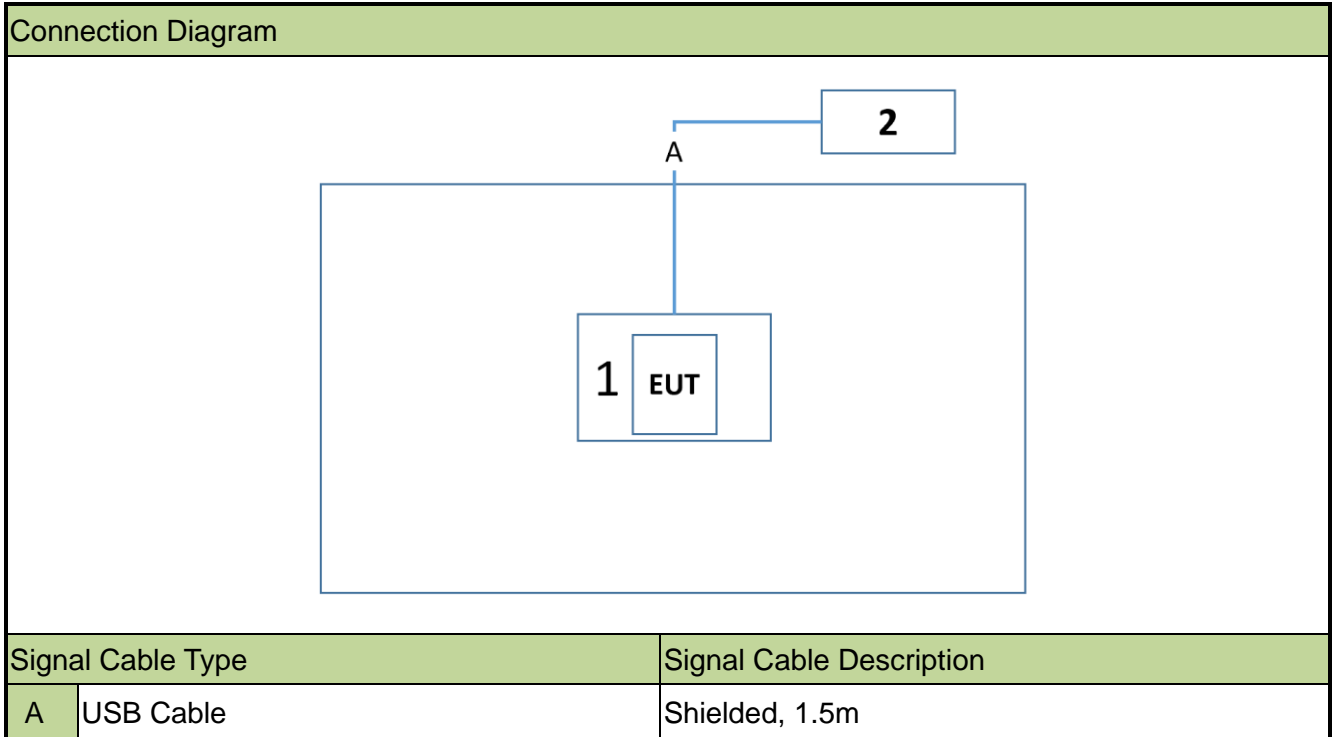 Connection Diagram
2
A
1 EUT
Signal Cable Type Signal Cable Description
A USB Cable Shielded, 1.5m